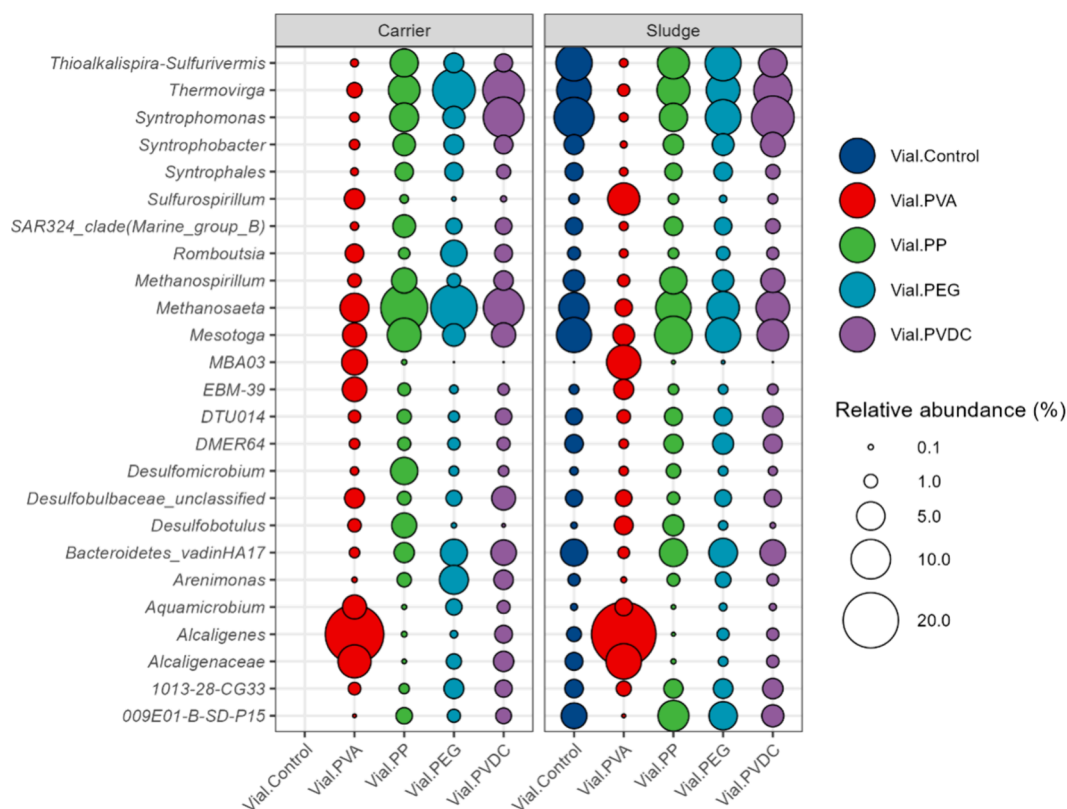 Carrier Sludge
Thioalkalispira-Sulfurivermis
Thermovirga
Syntrophomonas
Syntrophobacter
Syntrophales
Sulfurospirillum
SAR324_clade(Marine_group_B)
Romboutsia
Methanospirillum
Methanosaeta
Mesotoga
MBA03
EBM-39
DTU014
DMER64
Desulfomicrobium
Desulfobulbaceae_unclassified
Desulfobotulus
Bacteroidetes_vadinHA17
Arenimonas
Aquamicrobium
Alcaligenes
Alcaligenaceae
1013-28-CG33
009E01-B-SD-P15
Vial.Control Vial.PVA Vial.PP Vial.PEG Vial.PVDC Vial.Control Vial.PVA Vial.PP Vial.PEG Vial.PVDC
Vial.Control
Vial.PVA
Vial.PP
Vial.PEG
Vial.PVDC
Relative abundance (%)
0.1
1.0
5.0
10.0
20.0